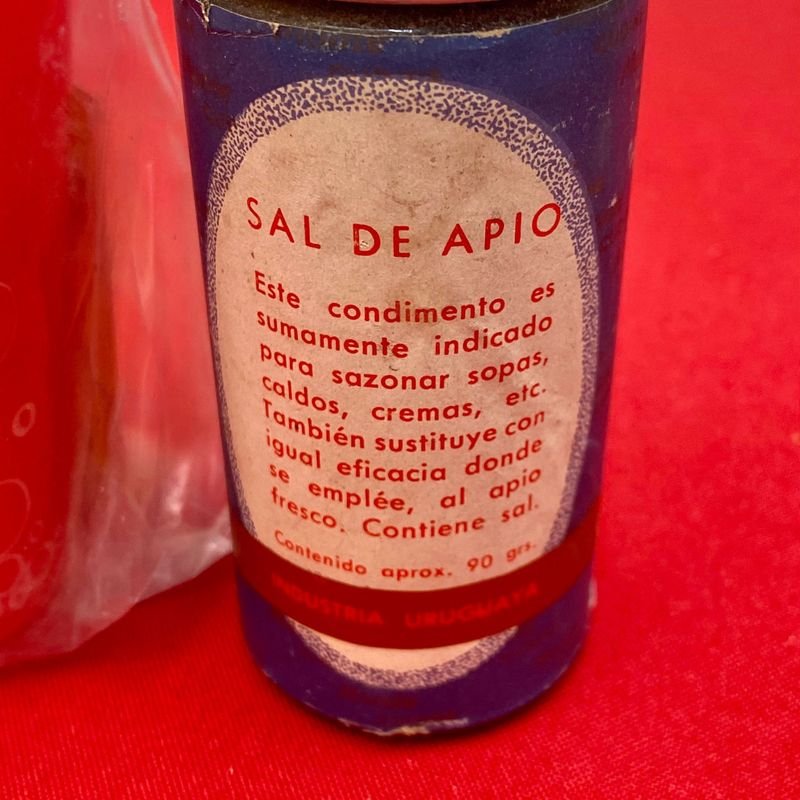 SAL DE APIO
Este condimento es
sumamente indicado
para sazonar sopas,
caldos, cremas, etc.
También sustituye con
igual eficacia donde
se emplée, al apio
fresco. Contiene sal.
Contenido aprox. 90 grs.
INDUSTRIA URUGUAYA